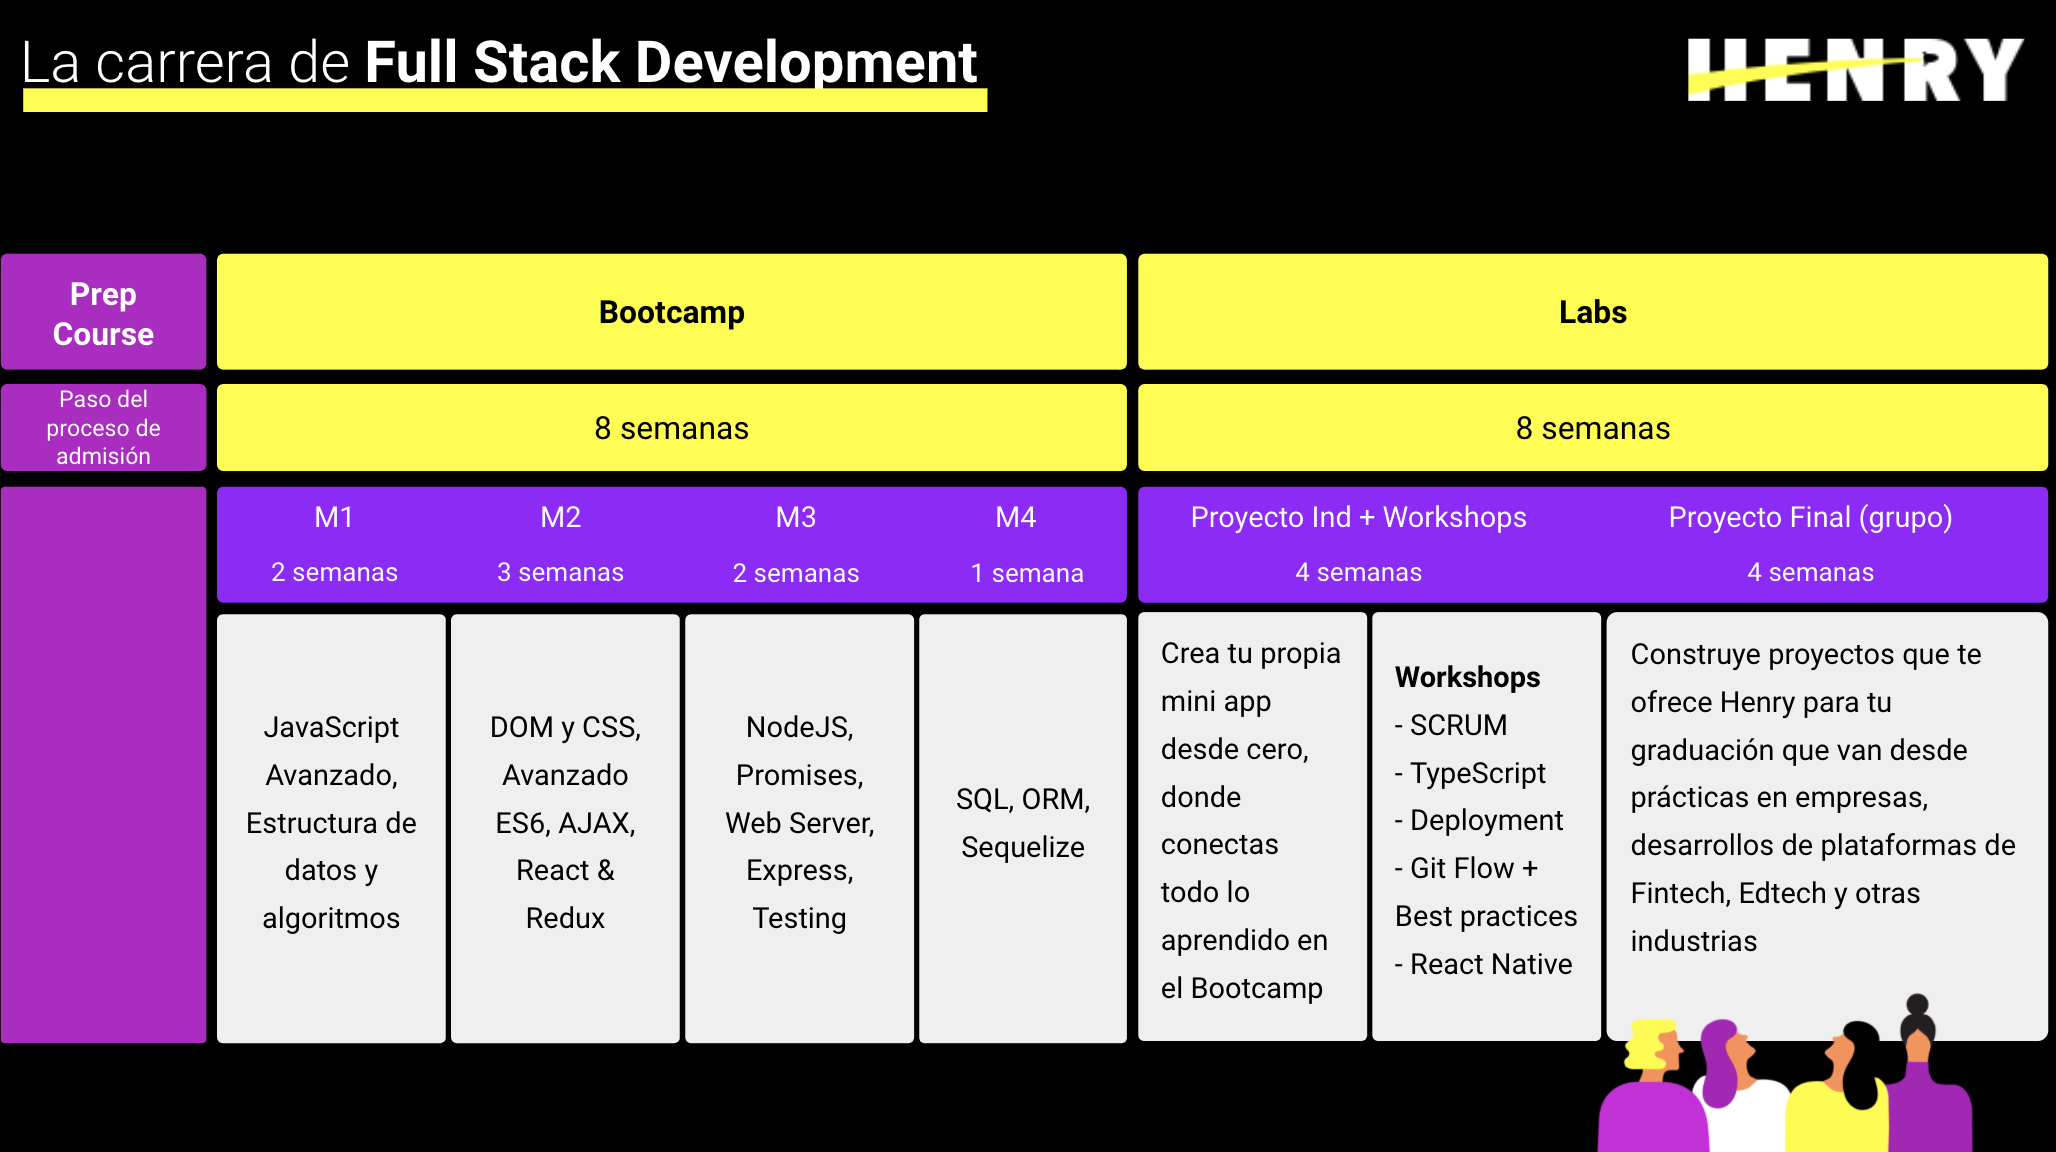 La carrera de Full Stack Development
HENRY
Prep
Course
Bootcamp
Labs
Paso del
proceso de
admisión
8 semanas
8 semanas
M1
2 semanas
M2
3 semanas
M3
2 semanas
M4
1 semana
Proyecto Ind + Workshops
4 semanas
Proyecto Final (grupo)
4 semanas
JavaScript
Avanzado,
Estructura de
datos y
algoritmos
DOM y CSS,
Avanzado
ES6, AJAX,
React &
Redux
NodeJS,
Promises,
Web Server,
Express,
Testing
SQL, ORM,
Sequelize
Crea tu propia
mini app
desde cero,
donde
conectas
todo lo
aprendido en
el Bootcamp
Workshops
- SCRUM
- TypeScript
- Deployment
- Git Flow +
Best practices
- React Native
Construye proyectos que te
ofrece Henry para tu
graduación que van desde
prácticas en empresas,
desarrollos de plataformas de
Fintech, Edtech y otras
industrias